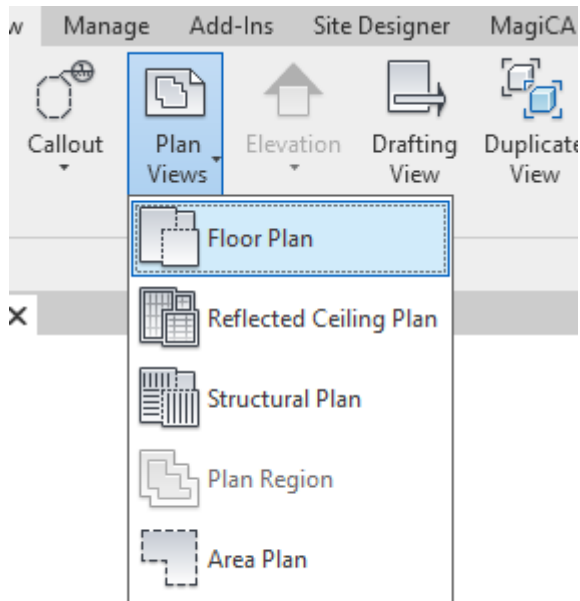 w Manage Add-Ins Site Designer MagiCA
Callout Plan Views Elevation Drafting View Duplicate View
Floor Plan
Reflected Ceiling Plan
Structural Plan
Plan Region
Area Plan